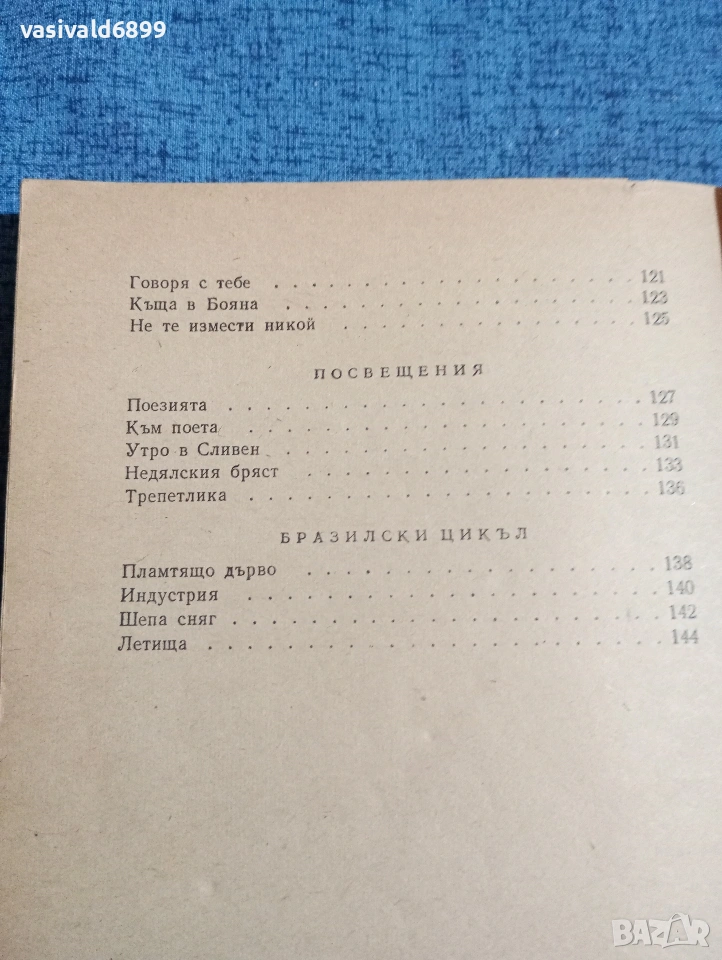 vasivald6899
Говоря с тебе . . . . . . . . . . . . . . . . . . 121
Къща в Бояна . . . . . . . . . . . . . . . . . . 123
Не те измести никой . . . . . . . . . . . . . . . 125
ПОСВЕЩЕНИЯ
Поезията . . . . . . . . . . . . . . . . . . . . 127
Към поета . . . . . . . . . . . . . . . . . . . 129
Утро в Сливен . . . . . . . . . . . . . . . . . 131
Недялския бряст . . . . . . . . . . . . . . . . 133
Трепетлика . . . . . . . . . . . . . . . . . . . 136
БРАЗИЛСКИ ЦИКЪЛ
Пламтящо дърво . . . . . . . . . . . . . . . . . 138
Индустрия . . . . . . . . . . . . . . . . . . . 140
Шепа сняг . . . . . . . . . . . . . . . . . . . 142
Летища . . . . . . . . . . . . . . . . . . . . . 144
BAZAR